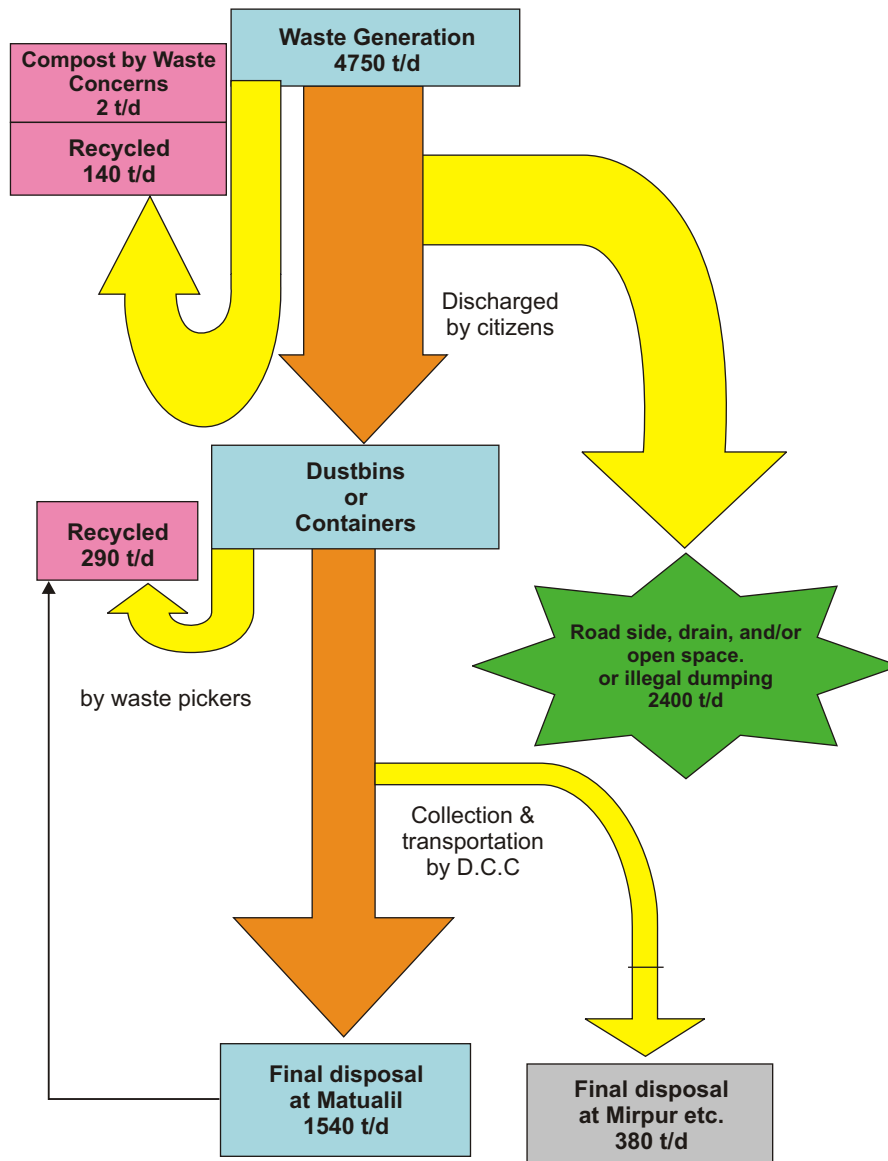 Waste Generation
4750 t/d
Compost by Waste
Concerns
2 t/d
Recycled
140 t/d
Discharged
by citizens
Dustbins
or
Containers
Recycled
290 t/d
by waste pickers
Road side, drain, and/or
open space.
or illegal dumping
2400 t/d
Collection &
transportation
by D.C.C
Final disposal
at Matualil
1540 t/d
Final disposal
at Mirpur etc.
380 t/d